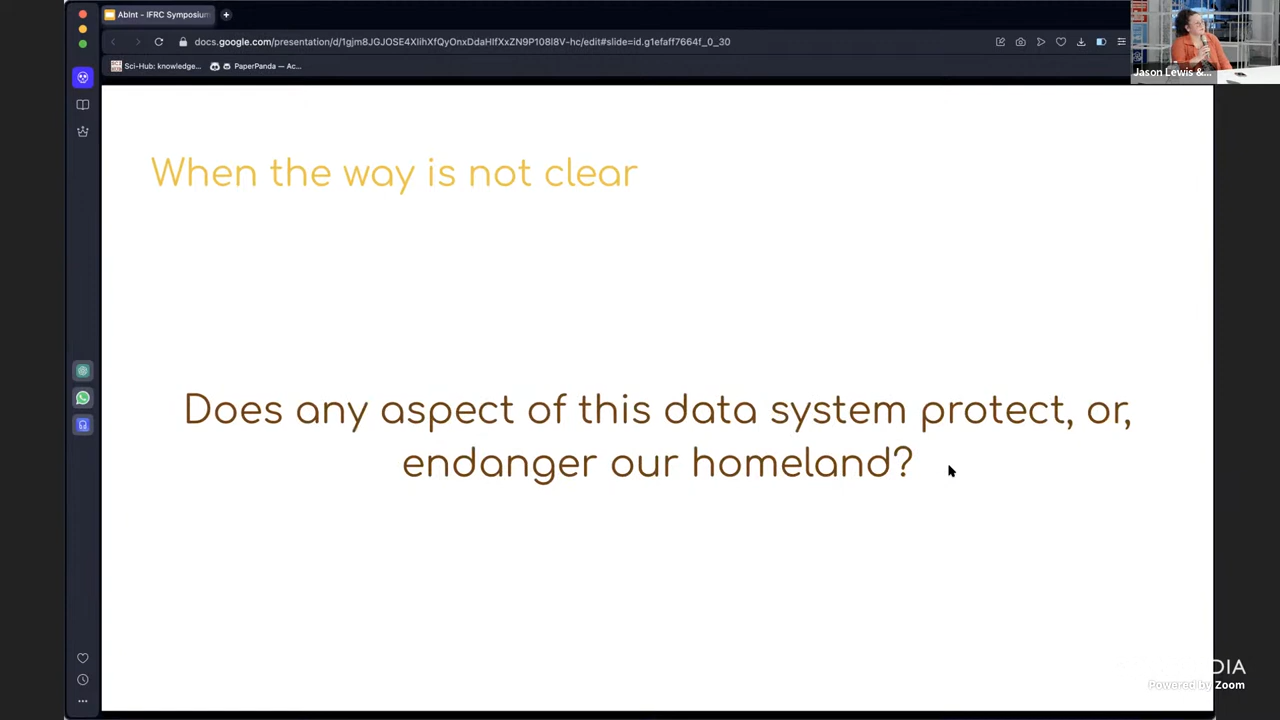 AbInt - IFRC Symposium
docs.google.com/presentation/d/1gjm8JGJOSE4XIihXfQyOnxDdaHIfXxZN9P108I8V-hc/edit#slide=id.g1efaff7664f_0_30
Sci-Hub: knowledge...
PaperPanda — Ac...
Jason Lewis &...
When the way is not clear
Does any aspect of this data system protect, or,
endanger our homeland?
Powered by Zoom